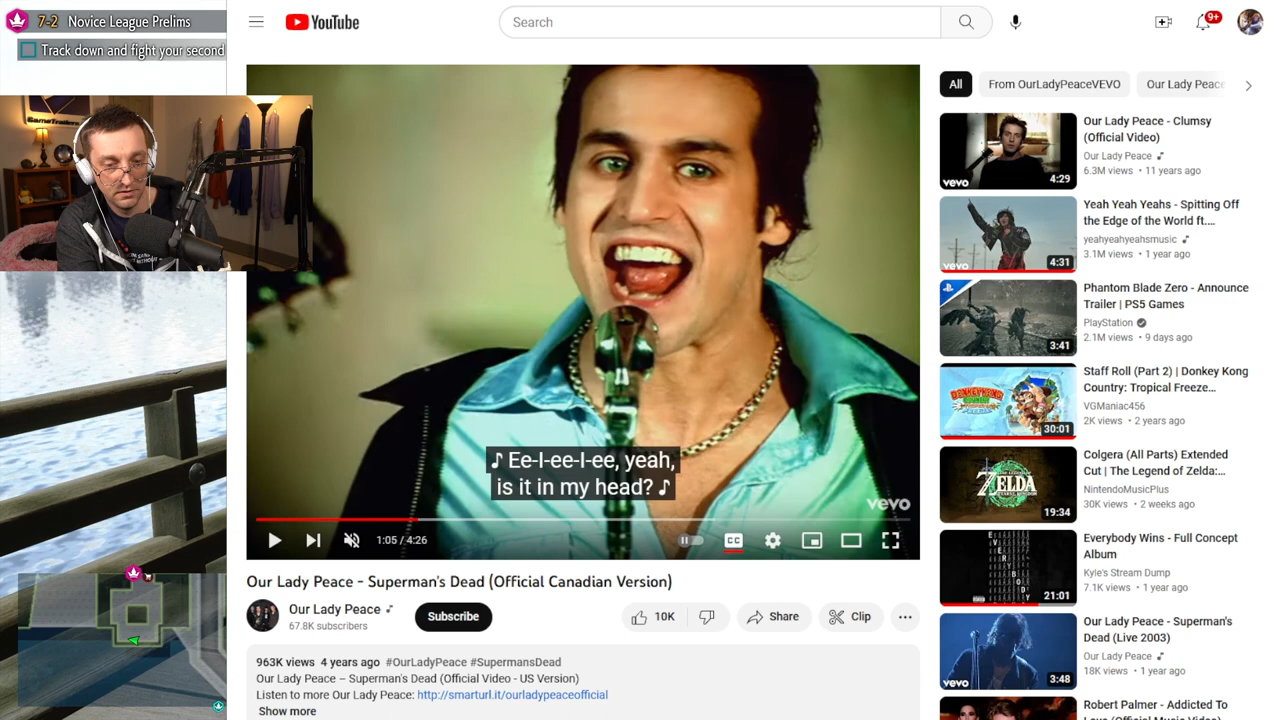 7-2 Novice League Prelims
Track down and fight your second
YouTube
Search
9+
♪ Ee-I-ee-I-ee, yeah,
is it in my head? ♪
vevo
1:05 / 4:26
CC
Our Lady Peace - Superman's Dead (Official Canadian Version)
Our Lady Peace
67.8K subscribers
Subscribe
10K
Share
Clip
963K views 4 years ago #OurLadyPeace #SupermansDead
Our Lady Peace – Superman's Dead (Official Video - US Version)
Listen to more Our Lady Peace: http://smarturl.it/ourladypeaceofficial
Show more
All
From OurLadyPeaceVEVO
Our Lady Peace
vevo
4:29
Our Lady Peace - Clumsy
(Official Video)
Our Lady Peace
6.3M views • 11 years ago
vevo
4:31
Yeah Yeah Yeahs - Spitting Off
the Edge of the World ft....
yeahyeahyeahsmusic
3.1M views • 1 year ago
3:41
Phantom Blade Zero - Announce
Trailer | PS5 Games
PlayStation
2.1M views • 9 days ago
30:01
Staff Roll (Part 2) | Donkey Kong
Country: Tropical Freeze...
VGManiac456
2K views • 2 years ago
ZELDA
19:34
Colgera (All Parts) Extended
Cut | The Legend of Zelda:...
NintendoMusicPlus
30K views • 2 weeks ago
EVERYBODY
21:01
Everybody Wins - Full Concept
Album
Kyle's Stream Dump
7.1K views • 1 year ago
vevo
3:48
Our Lady Peace - Superman's
Dead (Live 2003)
Our Lady Peace
18K views • 1 year ago
Robert Palmer - Addicted To
Love (Official Music Video)